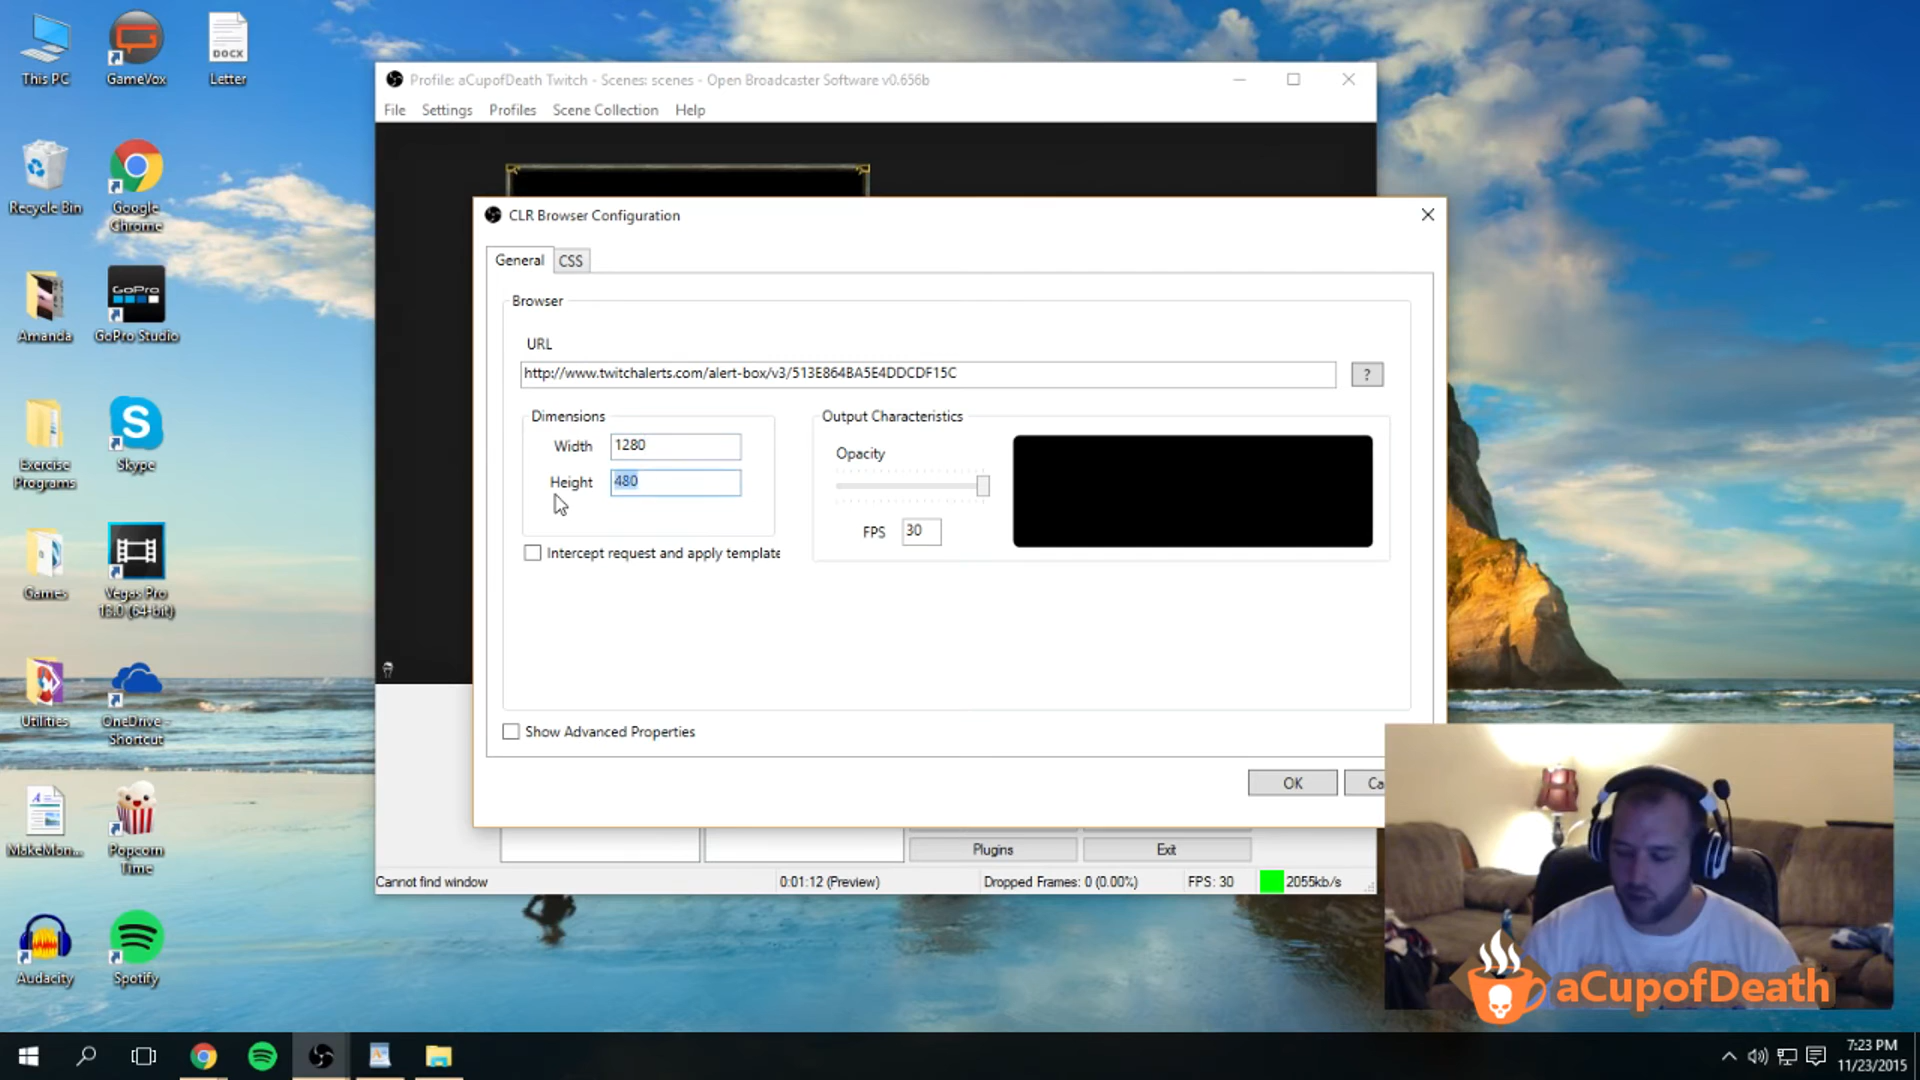 This PC
GameVox
DOCX
Letter
Recycle Bin
Google
Chrome
Amanda
GoPro
GoPro Studio
Exercise
Programs
Skype
Games
Vegas Pro
13.0 (64-bit)
Utilities
OneDrive -
Shortcut
MakeMon...
Popcorn
Time
Audacity
Spotify
Profile: aCupofDeath Twitch - Scenes: scenes - Open Broadcaster Software v0.656b
File Settings Profiles Scene Collection Help
CLR Browser Configuration
General CSS
Browser
URL
http://www.twitchalerts.com/alert-box/v3/513E864BA5E4DDCDF15C
?
Dimensions
Width 1280
Height 480
Intercept request and apply template
Output Characteristics
Opacity
FPS 30
Show Advanced Properties
OK Ca
Plugins Exit
Cannot find window 0:01:12 (Preview) Dropped Frames: 0 (0.00%) FPS: 30 2055kb/s
aCupofDeath
7:23 PM
11/23/2015